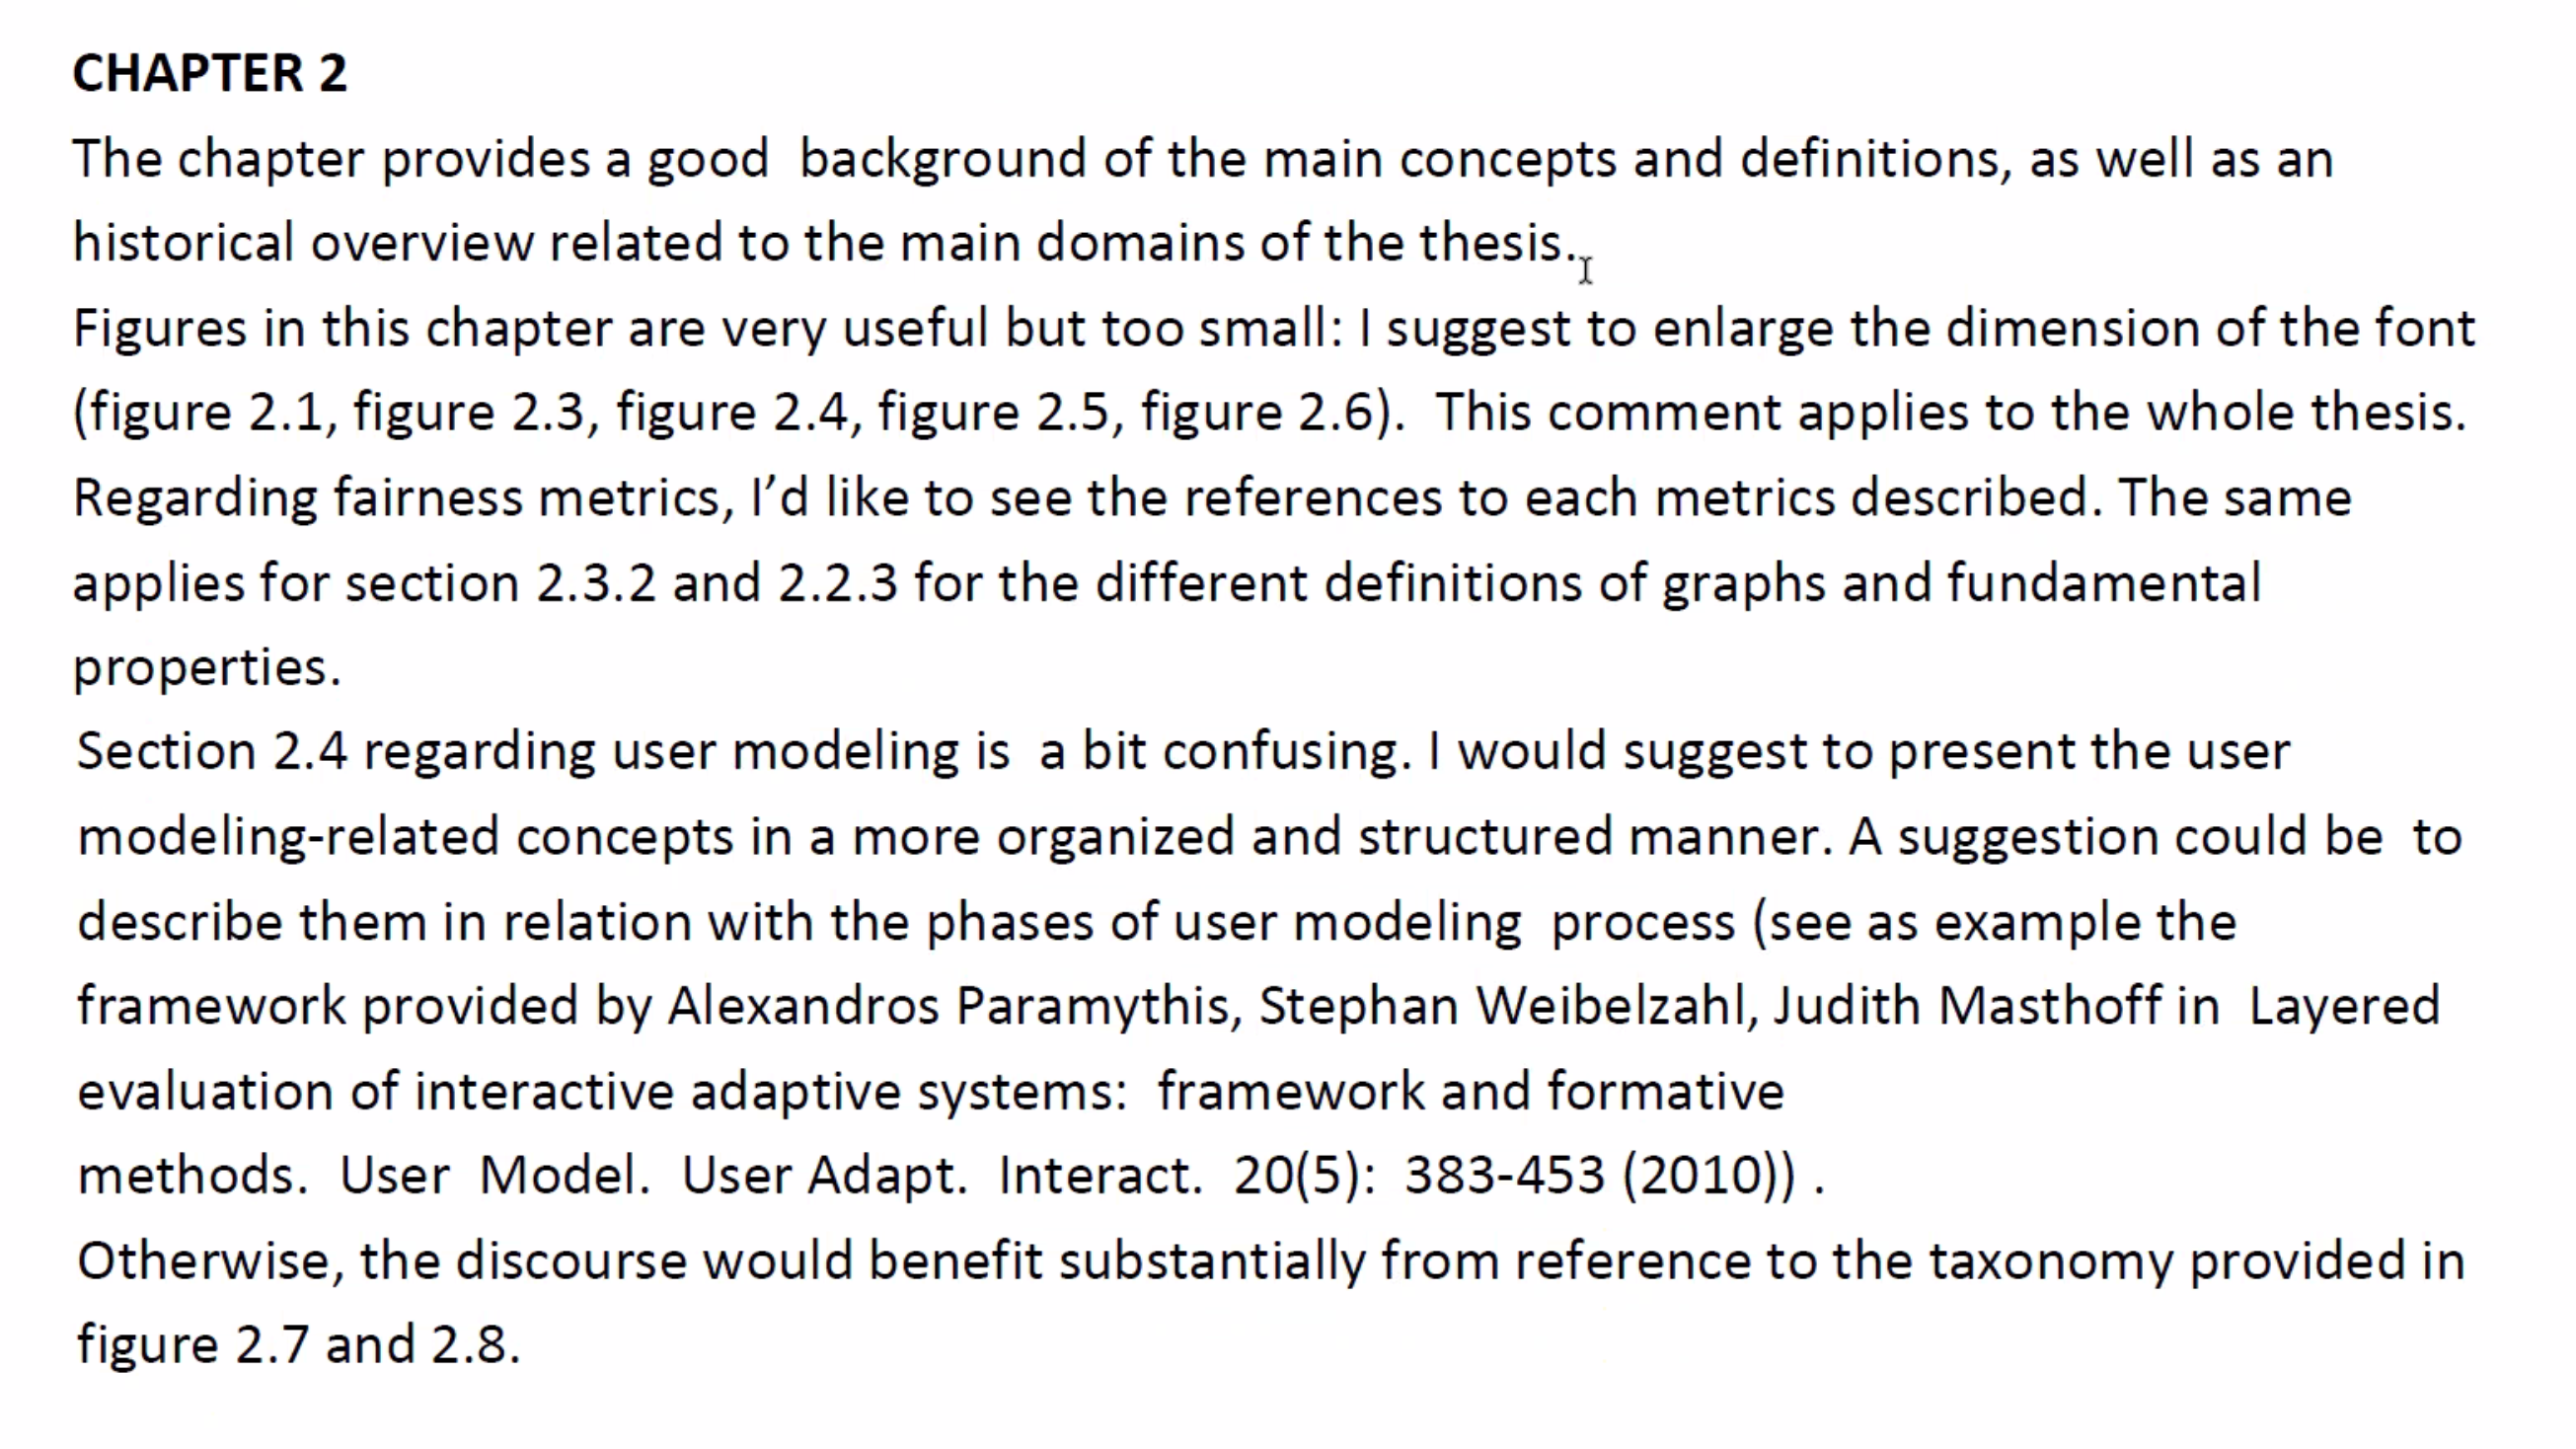 CHAPTER 2
The chapter provides a good  background of the main concepts and definitions, as well as an
historical overview related to the main domains of the thesis.
Figures in this chapter are very useful but too small: I suggest to enlarge the dimension of the font
(figure 2.1, figure 2.3, figure 2.4, figure 2.5, figure 2.6).  This comment applies to the whole thesis.
Regarding fairness metrics, I’d like to see the references to each metrics described. The same
applies for section 2.3.2 and 2.2.3 for the different definitions of graphs and fundamental
properties.
Section 2.4 regarding user modeling is  a bit confusing. I would suggest to present the user
modeling-related concepts in a more organized and structured manner. A suggestion could be  to
describe them in relation with the phases of user modeling  process (see as example the
framework provided by Alexandros Paramythis, Stephan Weibelzahl, Judith Masthoff in  Layered
evaluation of interactive adaptive systems:  framework and formative
methods.  User  Model.  User Adapt.  Interact.  20(5):  383-453 (2010)) .
Otherwise, the discourse would benefit substantially from reference to the taxonomy provided in
figure 2.7 and 2.8.